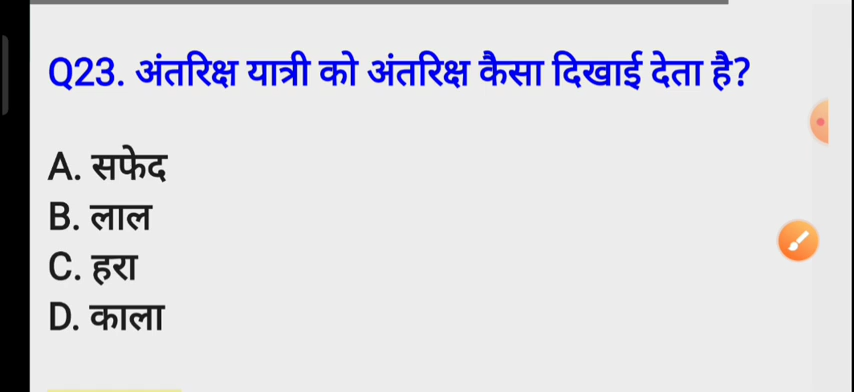 Q23. अंतरिक्ष यात्री को अंतरिक्ष कैसा दिखाई देता है?
A. सफेद
B. लाल
C. हरा
D. काला